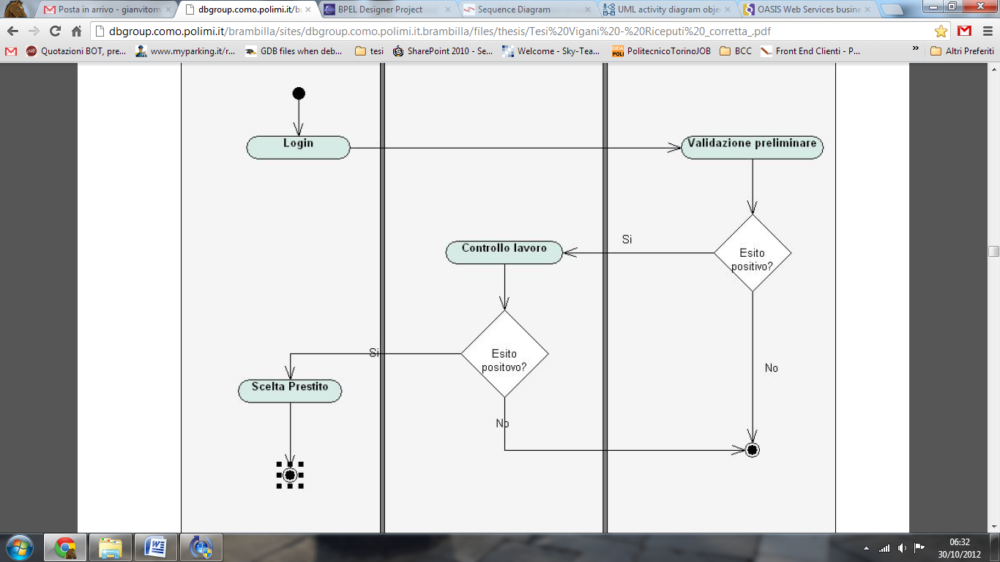 Posta in arrivo - gianvitom
dbgroup.como.polimi.it/br
BPEL Designer Project
Sequence Diagram
UML activity diagram obje
OASIS Web Services busine
dbgroup.como.polimi.it/brambilla/sites/dbgroup.como.polimi.it.brambilla/files/thesis/Tesi%20Vigani%20-%20Riceputi%20_corretta_.pdf
Quotazioni BOT, pre...
www.myparking.it/r...
GDB files when deb...
tesi
SharePoint 2010 - Se...
Welcome - Sky-Tea...
DIDA POLI
PolitecnicoTorinoJOB
BCC
Front End Clienti - P...
»
Altri Preferiti
Login
Validazione preliminare
Si
Controllo lavoro
Esito
positivo?
Si
Esito
positovo?
No
Scelta Prestito
No
06:32
30/10/2012